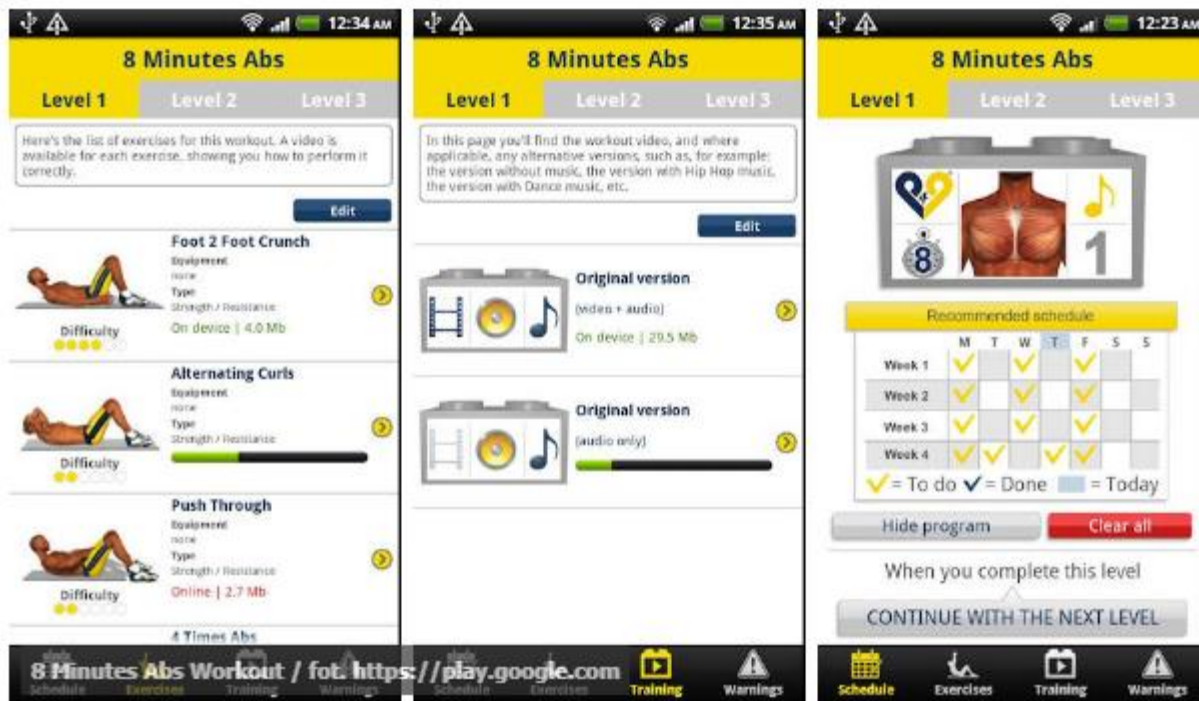 12:34 AM
8 Minutes Abs
Level 1 Level 2 Level 3
Here's the list of exercises for this workout. A video is
available for each exercise, showing you how to perform it
correctly.
Edit
Foot 2 Foot Crunch
Equipment
none
Type
Strength / Resistance
On device | 4.0 Mb
Difficulty
Alternating Curls
Equipment
none
Type
Strength / Resistance
Difficulty
Push Through
Equipment
none
Type
Strength / Resistance
Online | 2.7 Mb
Difficulty
4 Times Abs
8 Minutes Abs Workout / fot. https://play.google.com
Schedule Exercises Training Warnings
12:35 AM
8 Minutes Abs
Level 1 Level 2 Level 3
In this page you'll find the workout video, and where
applicable, any alternative versions, such as, for example:
the version without music, the version with Hip Hop music,
the version with Dance music, etc.
Edit
Original version
(video + audio)
On device | 29.5 Mb
Original version
(audio only)
Schedule Exercises Training Warnings
12:23 AM
8 Minutes Abs
Level 1 Level 2 Level 3
8
1
Recommended schedule
M T W T F S S
Week 1
Week 2
Week 3
Week 4
= To do = Done = Today
Hide program Clear all
When you complete this level
CONTINUE WITH THE NEXT LEVEL
Schedule Exercises Training Warnings